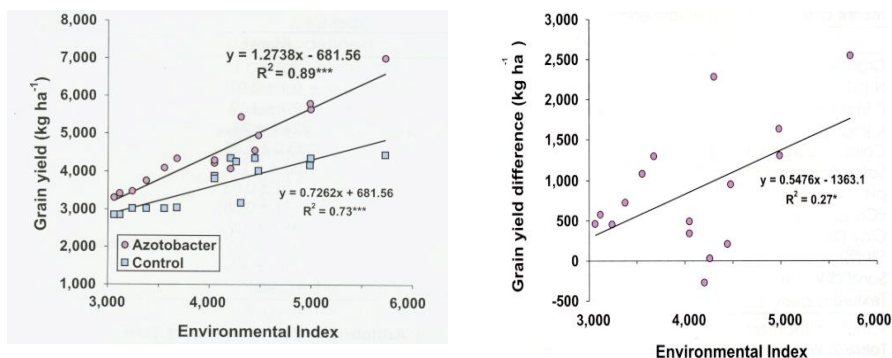 8,000
7,000
6,000
5,000
4,000
3,000
2,000
1,000
Grain yield (kg ha⁻¹)
y = 1.2738x - 681.56
R² = 0.89***
y = 0.7262x + 681.56
R² = 0.73***
Azotobacter
Control
3,000 4,000 5,000 6,000
Environmental Index
3,000
2,500
2,000
1,500
1,000
500
0
-500
Grain yield difference (kg ha⁻¹)
y = 0.5476x - 1363.1
R² = 0.27*
3,000 4,000 5,000 6,000
Environmental Index